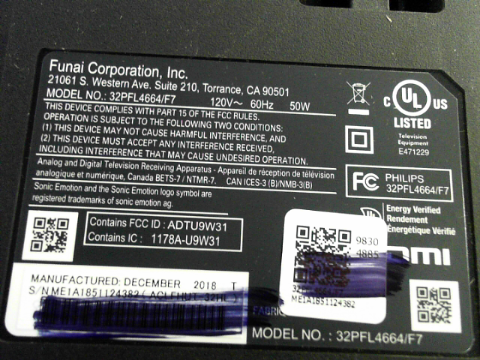 Funai Corporation, Inc.
21061 S. Western Ave. Suite 210, Torrance, CA 90501
MODEL NO.: 32PFL4664/F7 120V~ 60Hz 50W
THIS DEVICE COMPLIES WITH PART 15 OF THE FCC RULES.
OPERATION IS SUBJECT TO THE FOLLOWING TWO CONDITIONS:
(1) THIS DEVICE MAY NOT CAUSE HARMFUL INTERFERENCE, AND
(2) THIS DEVICE MUST ACCEPT ANY INTERFERENCE RECEIVED,
INCLUDING INTERFERENCE THAT MAY CAUSE UNDESIRED OPERATION.
Analog and Digital Television Receiving Apparatus - Appareil de réception de télévision
analogique et numérique, Canada BETS-7 / NTMR-7. CAN ICES-3 (B)/NMB-3(B)
Sonic Emotion and the Sonic Emotion logo symbol are
registered trademarks of sonic emotion ag.
Contains FCC ID : ADTU9W31
Contains IC : 1178A-U9W31
MANUFACTURED: DECEMBER 2018 T
S/N ME1A1851124382
C UL US
LISTED
Television
Equipment
E471229
FC PHILIPS
32PFL4664/F7
Energy Verified
Rendement
Énergétique Vérifié
9830
ME1A1851124382
MODEL NO.: 32PFL4664/F7